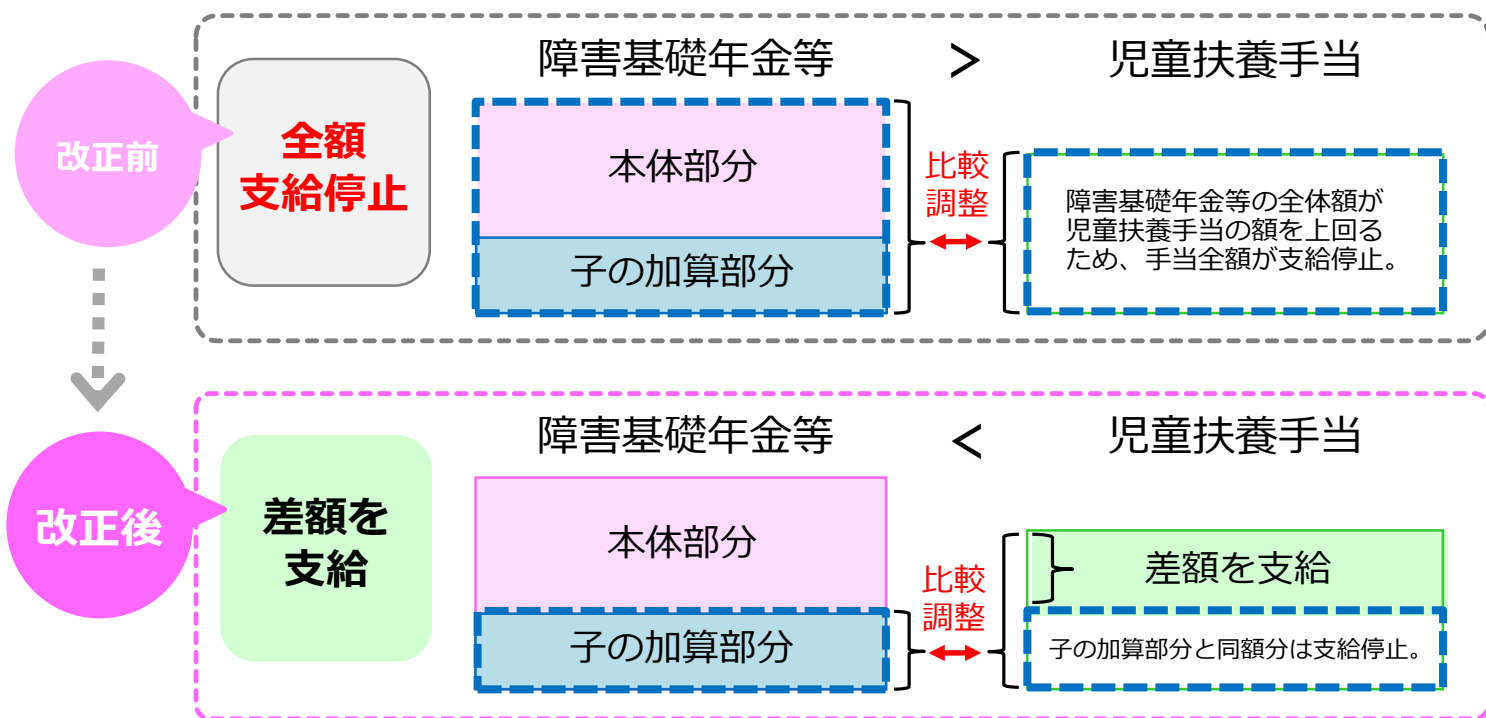 障害基礎年金等 > 児童扶養手当
改正前
全額
支給停止
本体部分
子の加算部分
比較
調整
障害基礎年金等の全体額が
児童扶養手当の額を上回る
ため、手当全額が支給停止。
障害基礎年金等 < 児童扶養手当
改正後
差額を
支給
本体部分
子の加算部分
比較
調整
差額を支給
子の加算部分と同額分は支給停止。